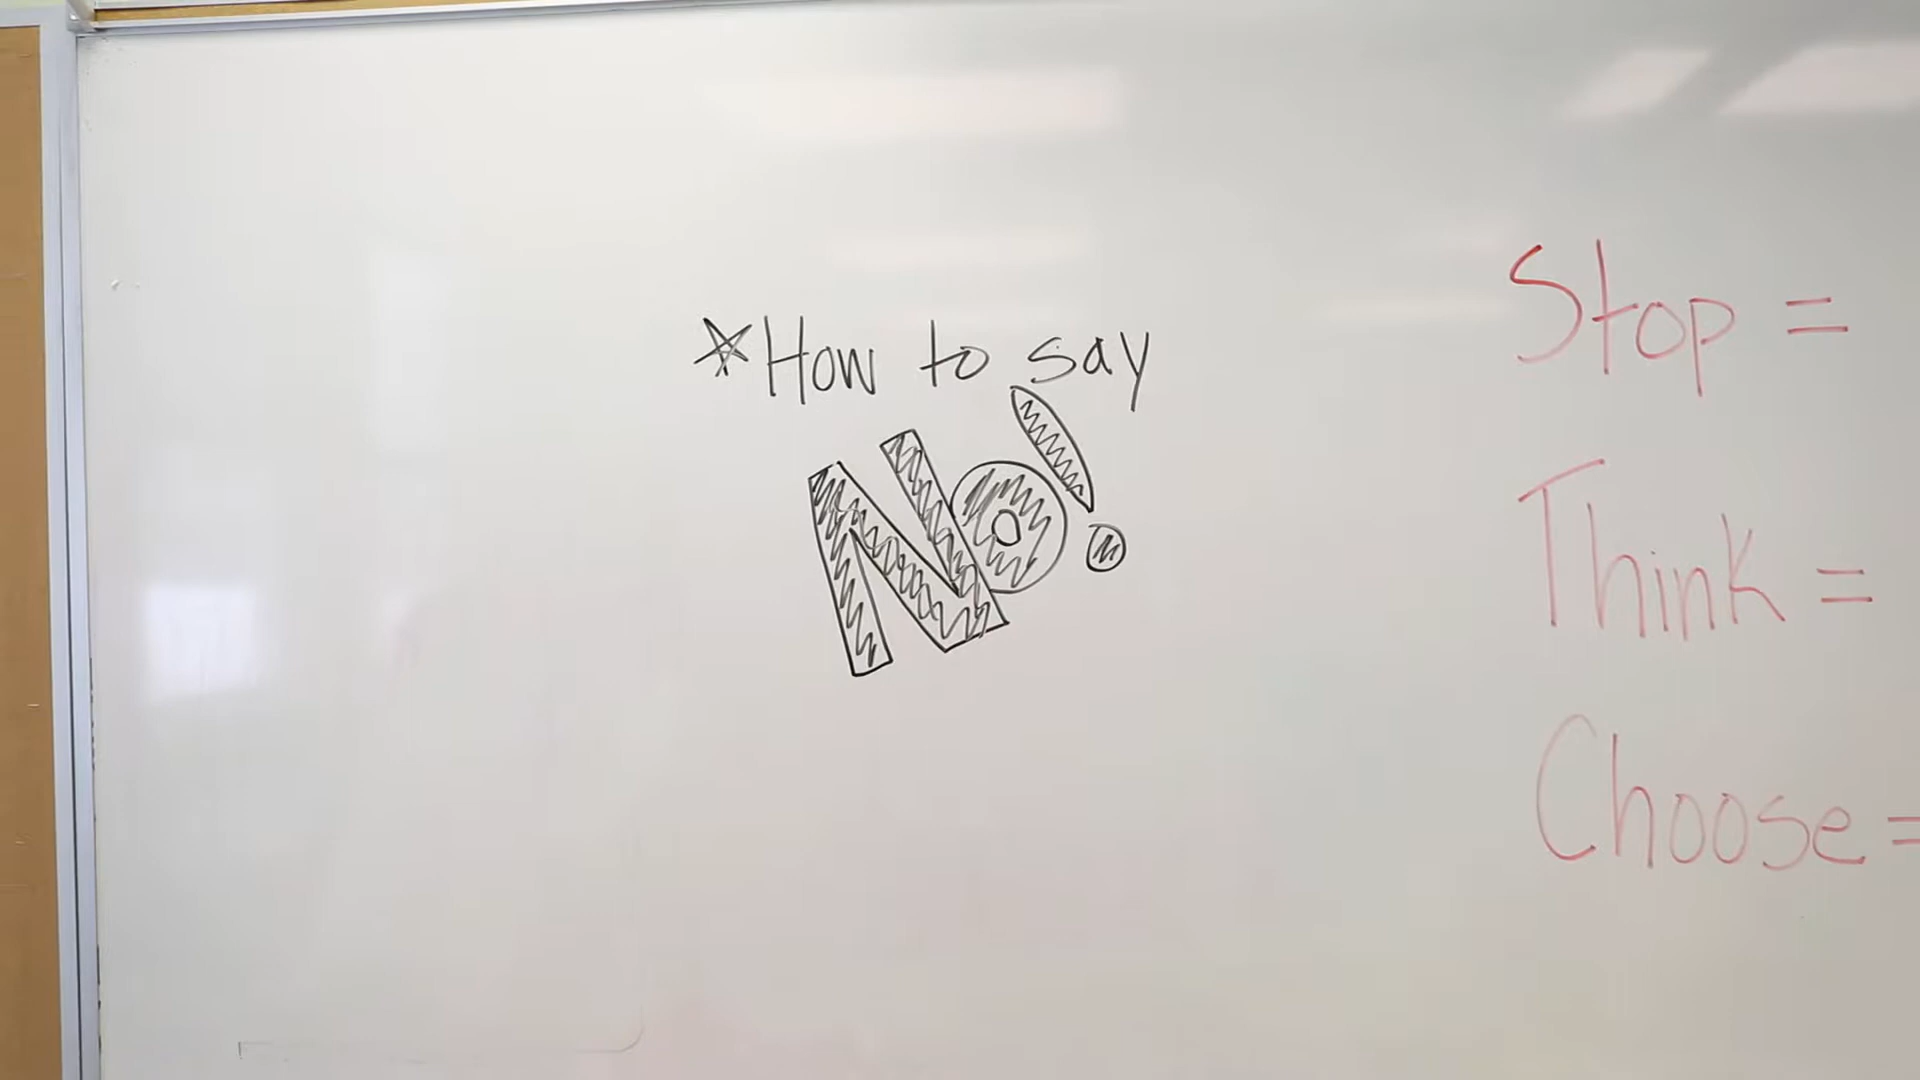 *How to say
No!
Stop =
Think =
Choose =